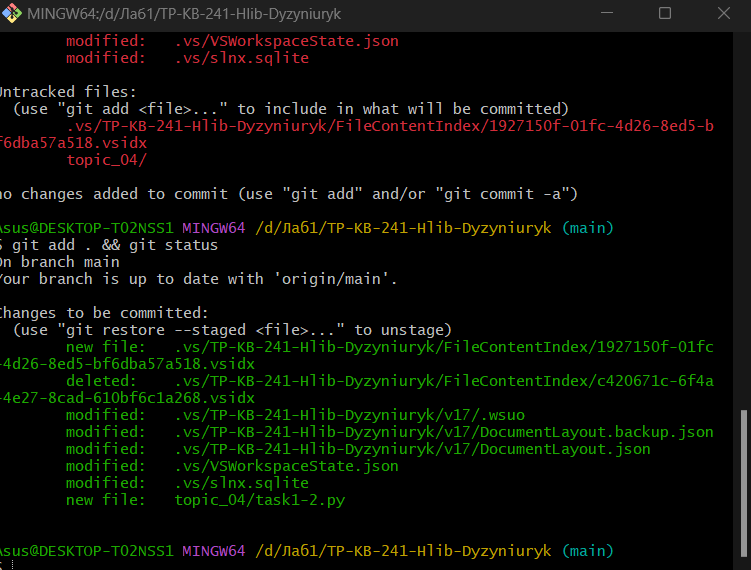 MINGW64:/d/Лаб1/TP-KB-241-Hlib-Dyzyniuryk
modified: .vs/VSWorkspaceState.json
modified: .vs/slnx.sqlite
Untracked files:
(use "git add <file>..." to include in what will be committed)
.vs/TP-KB-241-Hlib-Dyzyniuryk/FileContentIndex/1927150f-01fc-4d26-8ed5-b
f6dba57a518.vsidx
topic_04/
no changes added to commit (use "git add" and/or "git commit -a")
Asus@DESKTOP-T02NSS1 MINGW64 /d/Лаб1/TP-KB-241-Hlib-Dyzyniuryk (main)
$ git add . && git status
On branch main
Your branch is up to date with 'origin/main'.
Changes to be committed:
(use "git restore --staged <file>..." to unstage)
new file: .vs/TP-KB-241-Hlib-Dyzyniuryk/FileContentIndex/1927150f-01fc
-4d26-8ed5-bf6dba57a518.vsidx
deleted: .vs/TP-KB-241-Hlib-Dyzyniuryk/FileContentIndex/c420671c-6f4a
-4e27-8cad-610bf6c1a268.vsidx
modified: .vs/TP-KB-241-Hlib-Dyzyniuryk/v17/.wsuo
modified: .vs/TP-KB-241-Hlib-Dyzyniuryk/v17/DocumentLayout.backup.json
modified: .vs/TP-KB-241-Hlib-Dyzyniuryk/v17/DocumentLayout.json
modified: .vs/VSWorkspaceState.json
modified: .vs/slnx.sqlite
new file: topic_04/task1-2.py
Asus@DESKTOP-T02NSS1 MINGW64 /d/Лаб1/TP-KB-241-Hlib-Dyzyniuryk (main)
$